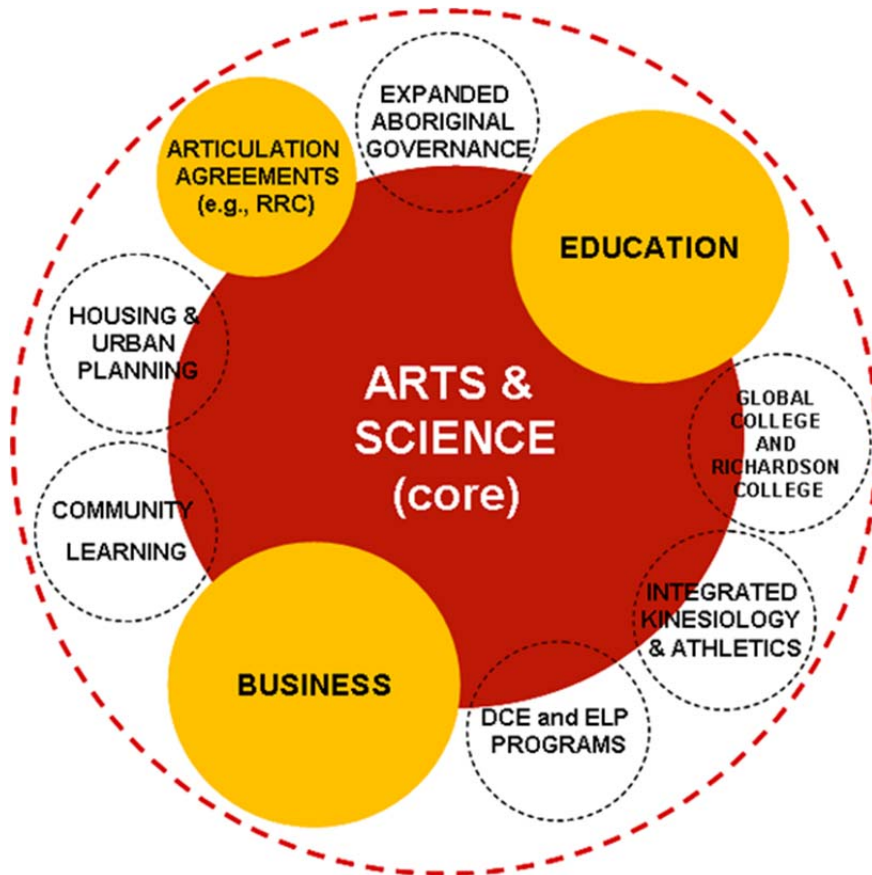 EXPANDED
ABORIGINAL
GOVERNANCE
ARTICULATION
AGREEMENTS
(e.g., RRC)
EDUCATION
HOUSING &
URBAN
PLANNING
ARTS &
SCIENCE
(core)
GLOBAL
COLLEGE
AND
RICHARDSON
COLLEGE
COMMUNITY
LEARNING
INTEGRATED
KINESIOLOGY
& ATHLETICS
BUSINESS
DCE and ELP
PROGRAMS